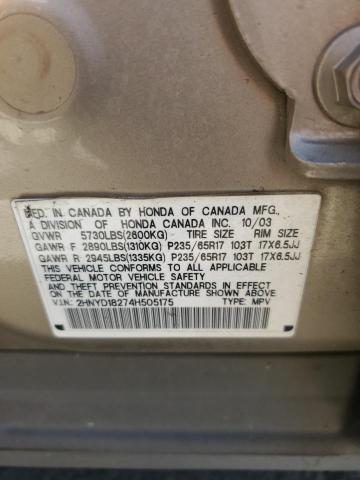 MFD. IN CANADA BY HONDA OF CANADA MFG.,
A DIVISION OF HONDA CANADA INC. 10/03
GVWR 5730LBS(2600KG) TIRE SIZE RIM SIZE
GAWR F 2890LBS(1310KG) P235/65R17 103T 17X6.5JJ
GAWR R 2945LBS(1335KG) P235/65R17 103T 17X6.5JJ
THIS VEHICLE CONFORMS TO ALL APPLICABLE
FEDERAL MOTOR VEHICLE SAFETY AND
THEFT PREVENTION STANDARDS IN EFFECT
ON THE DATE OF MANUFACTURE SHOWN ABOVE.
V.I.N.: 2HNYD18274H505175 TYPE: MPV